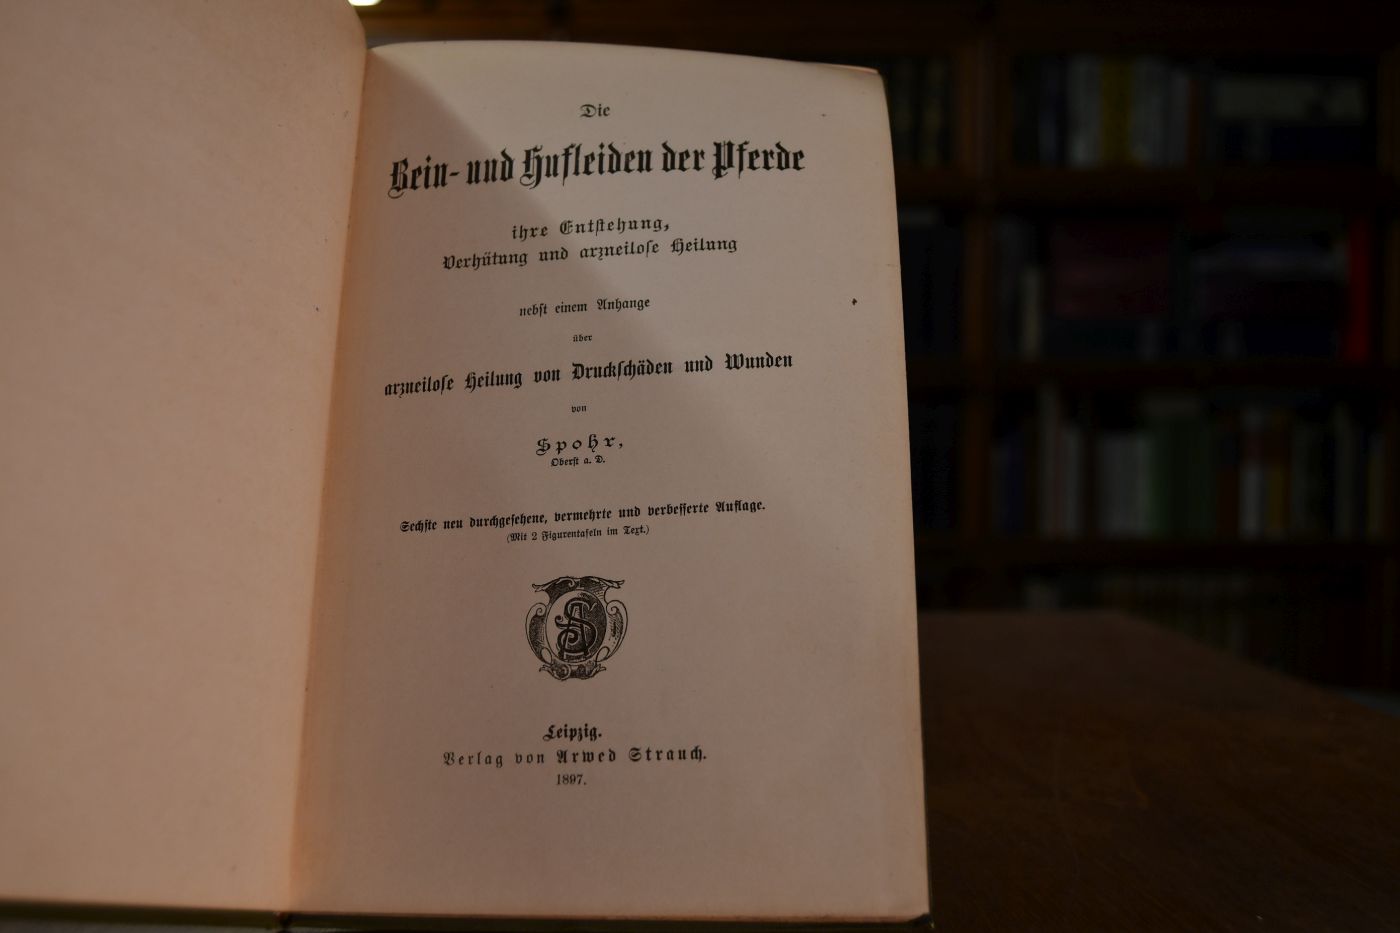 Die
Bein- und Hufleiden der Pferde
ihre Entstehung,
Verhütung und arzneilose Heilung
nebst einem Anhange
über
arzneilose Heilung von Druckschäden und Wunden
von
Spohr,
Oberst a. D.
Sechste neu durchgesehene, vermehrte und verbesserte Auflage.
(Mit 2 Figurentafeln im Text.)
Leipzig.
Verlag von Arwed Strauch.
1897.